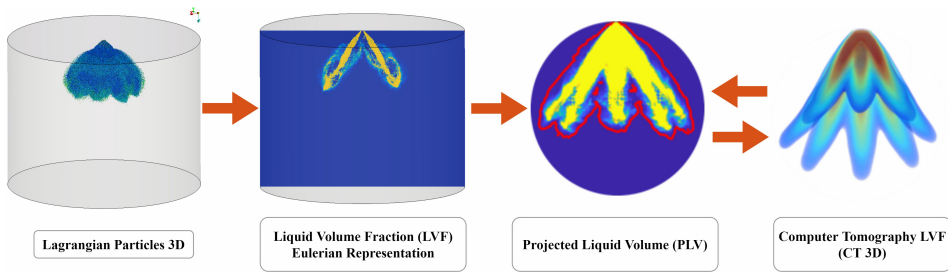 Lagrangian Particles 3D
Liquid Volume Fraction (LVF)
Eulerian Representation
Projected Liquid Volume (PLV)
Computer Tomography LVF
(CT 3D)